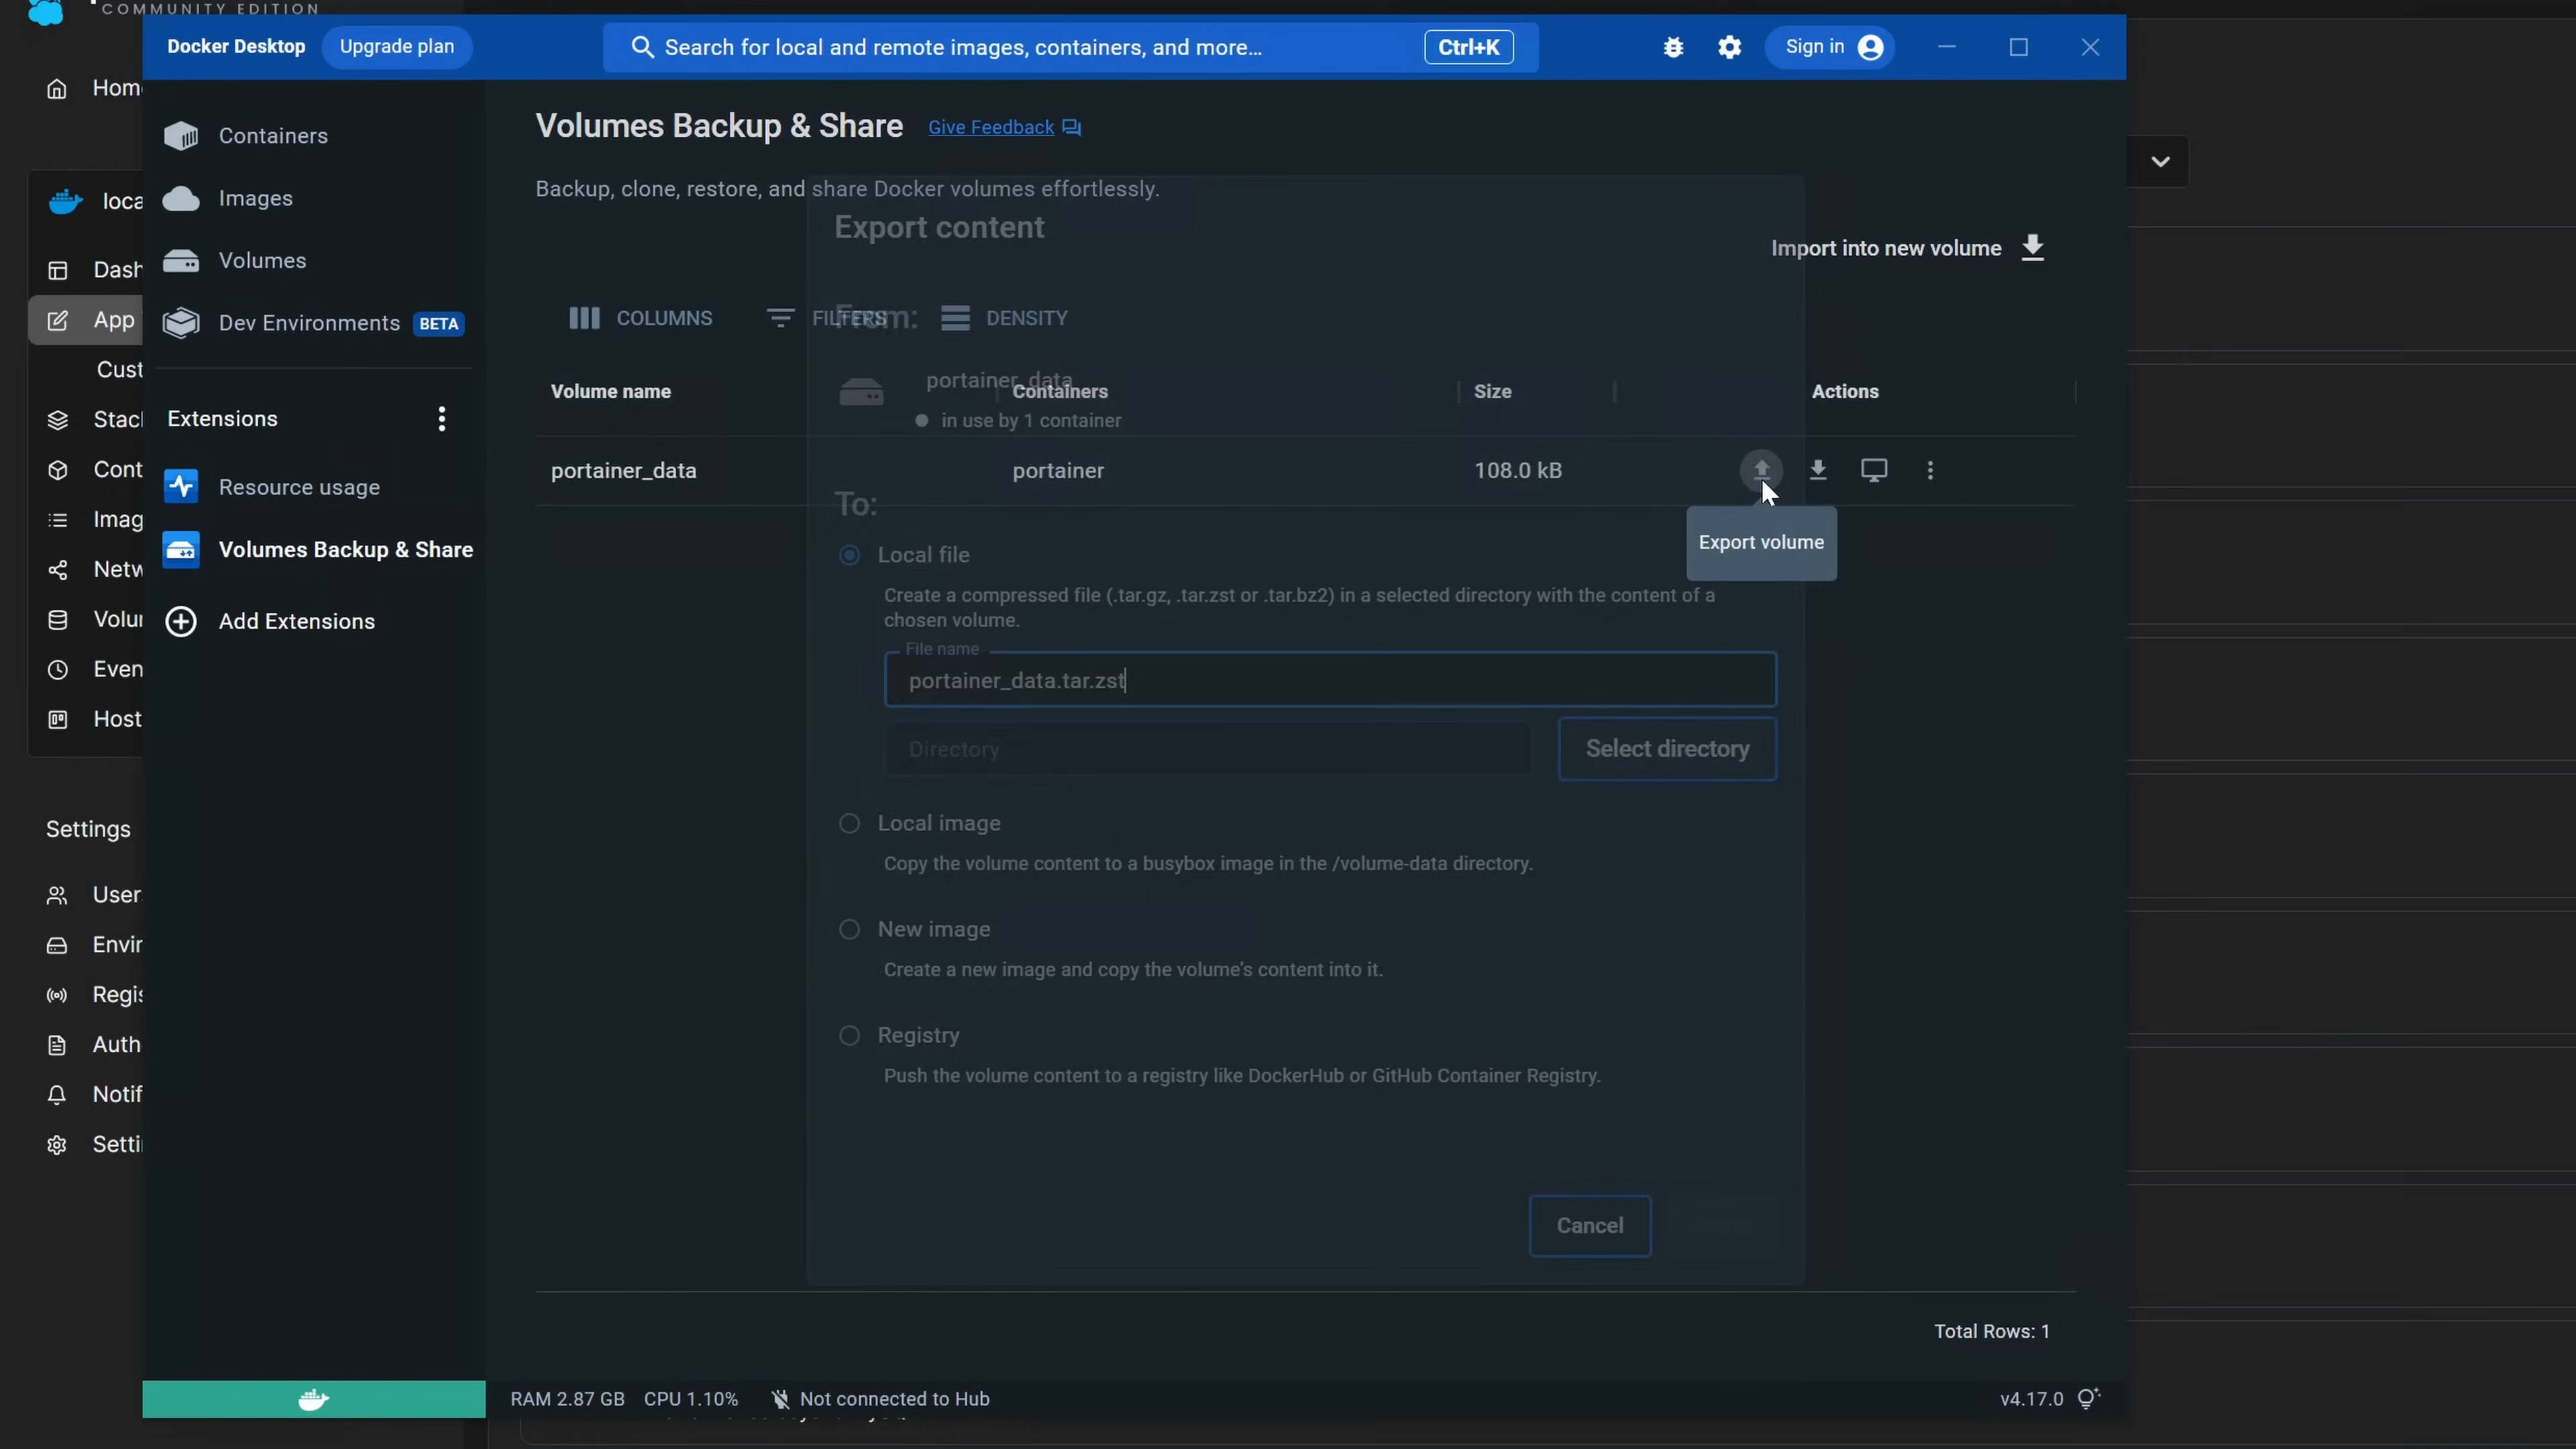 COMMUNITY EDITION
Docker Desktop
Upgrade plan
Search for local and remote images, containers, and more...
Ctrl+K
Sign in
Containers
Images
Volumes
Dev Environments
BETA
Extensions
Resource usage
Volumes Backup & Share
Add Extensions
Settings
Volumes Backup & Share
Give Feedback
Backup, clone, restore, and share Docker volumes effortlessly.
Import into new volume
COLUMNS
FILTERS
DENSITY
Volume name
Containers
Size
Actions
portainer_data
portainer
108.0 kB
Export volume
Export content
From:
portainer_data
in use by 1 container
To:
Local file
Create a compressed file (.tar.gz, .tar.zst or .tar.bz2) in a selected directory with the content of a
chosen volume.
File name
portainer_data.tar.zst
Directory
Select directory
Local image
Copy the volume content to a busybox image in the /volume-data directory.
New image
Create a new image and copy the volume's content into it.
Registry
Push the volume content to a registry like DockerHub or GitHub Container Registry.
Cancel
Total Rows: 1
RAM 2.87 GB
CPU 1.10%
Not connected to Hub
v4.17.0